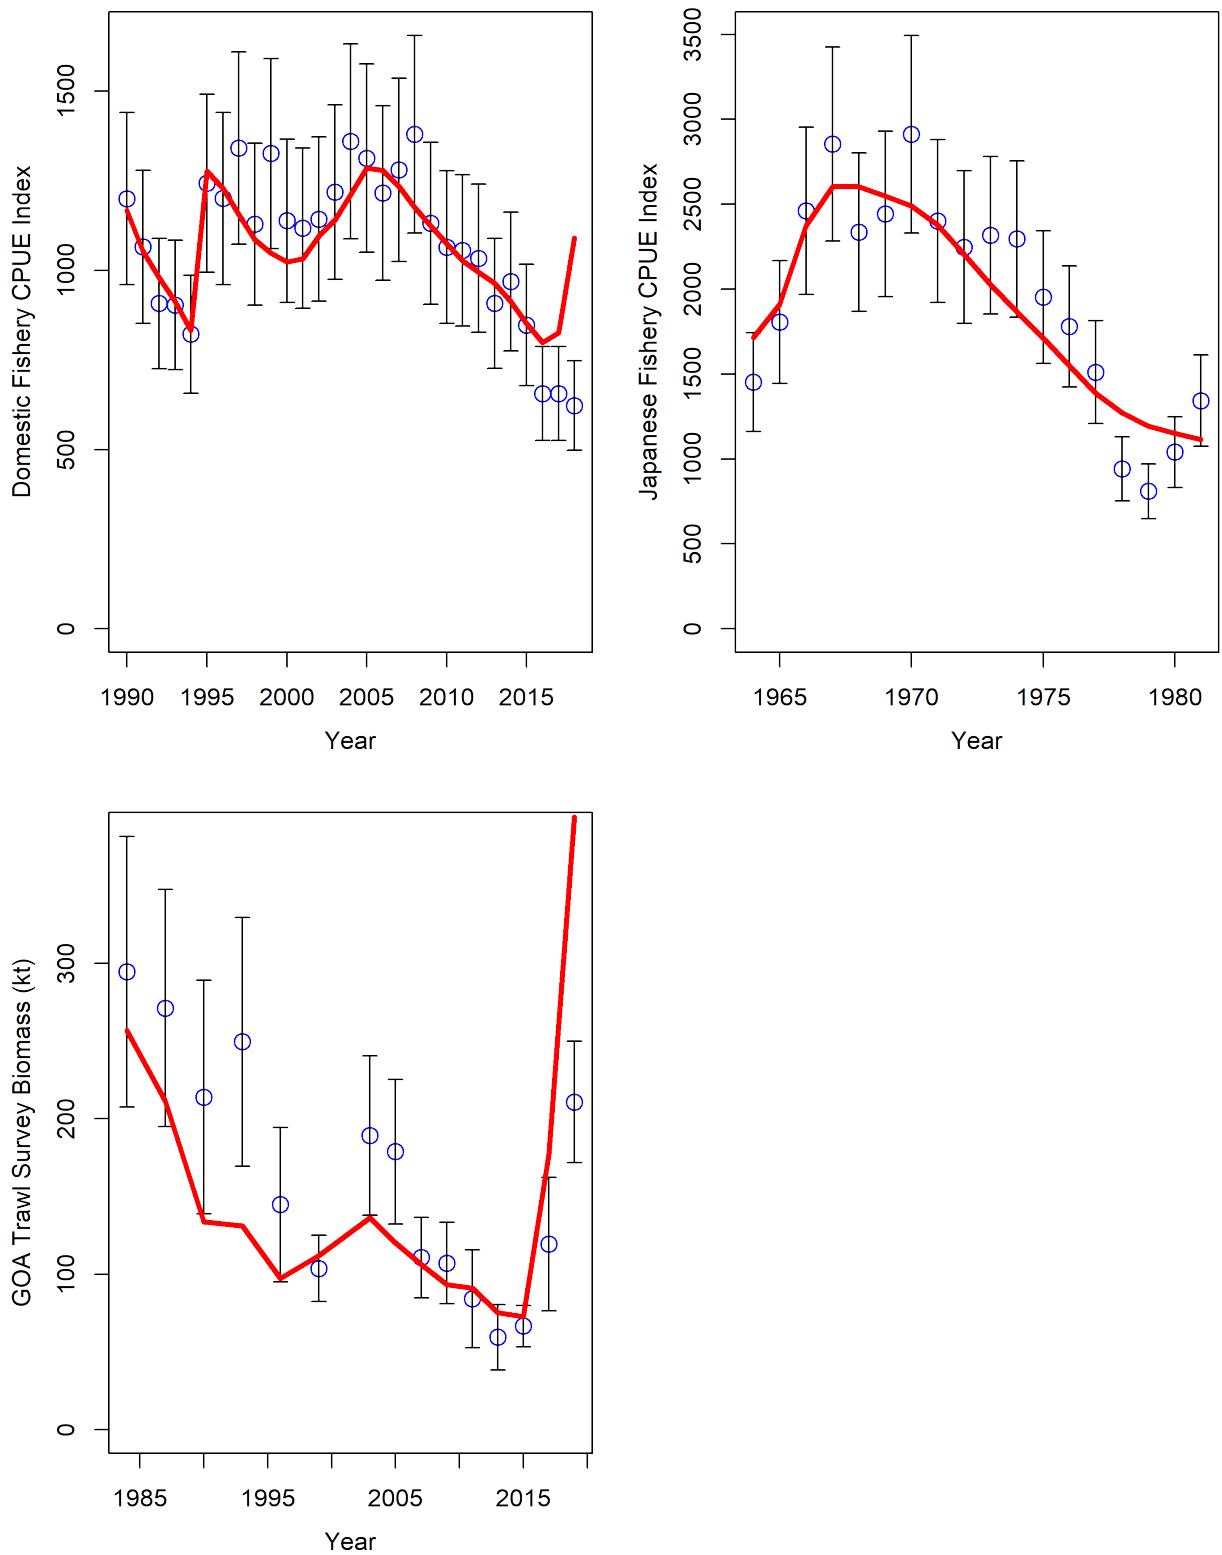 Domestic Fishery CPUE Index
1500
1000
500
0
1990 1995 2000 2005 2010 2015
Year
Japanese Fishery CPUE Index
3500
3000
2500
2000
1500
1000
500
0
1965 1970 1975 1980
Year
GOA Trawl Survey Biomass (kt)
300
200
100
0
1985 1995 2005 2015
Year